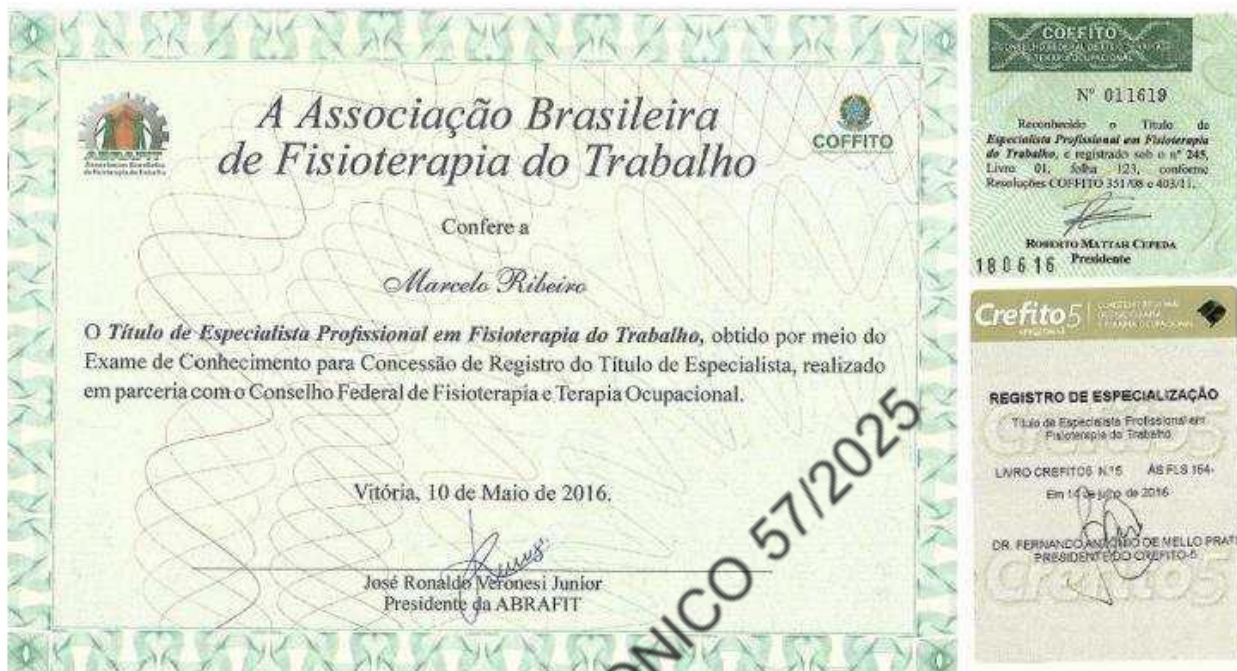 A Associação Brasileira
de Fisioterapia do Trabalho
ABRAFIT
COFFITO
Confere a
Marcelo Ribeiro
O Título de Especialista Profissional em Fisioterapia do Trabalho, obtido por meio do
Exame de Conhecimento para Concessão de Registro do Título de Especialista, realizado
em parceria com o Conselho Federal de Fisioterapia e Terapia Ocupacional.
Vitória, 10 de Maio de 2016.
José Ronaldo Veronesi Junior
Presidente da ABRAFIT
NICO 57/2025
COFFITO
Nº 011619
Reconhecido o Título de
Especialista Profissional em Fisioterapia
do Trabalho, e registrado sob o nº 245,
Livro 01, folha 123, conforme
Resoluções COFFITO 351/08 e 403/11.
ROBERTO MATTAR CEPEDA
Presidente
180616
Crefito5
REGISTRO DE ESPECIALIZAÇÃO
Título de Especialista Profissional em
Fisioterapia do Trabalho
LIVRO CREFITO5 N.º5 ÀS FLS 164-
Em 14 de julho de 2016
DR. FERNANDO ANTÔNIO DE MELLO PRATI
PRESIDENTE DO CREFITO-5